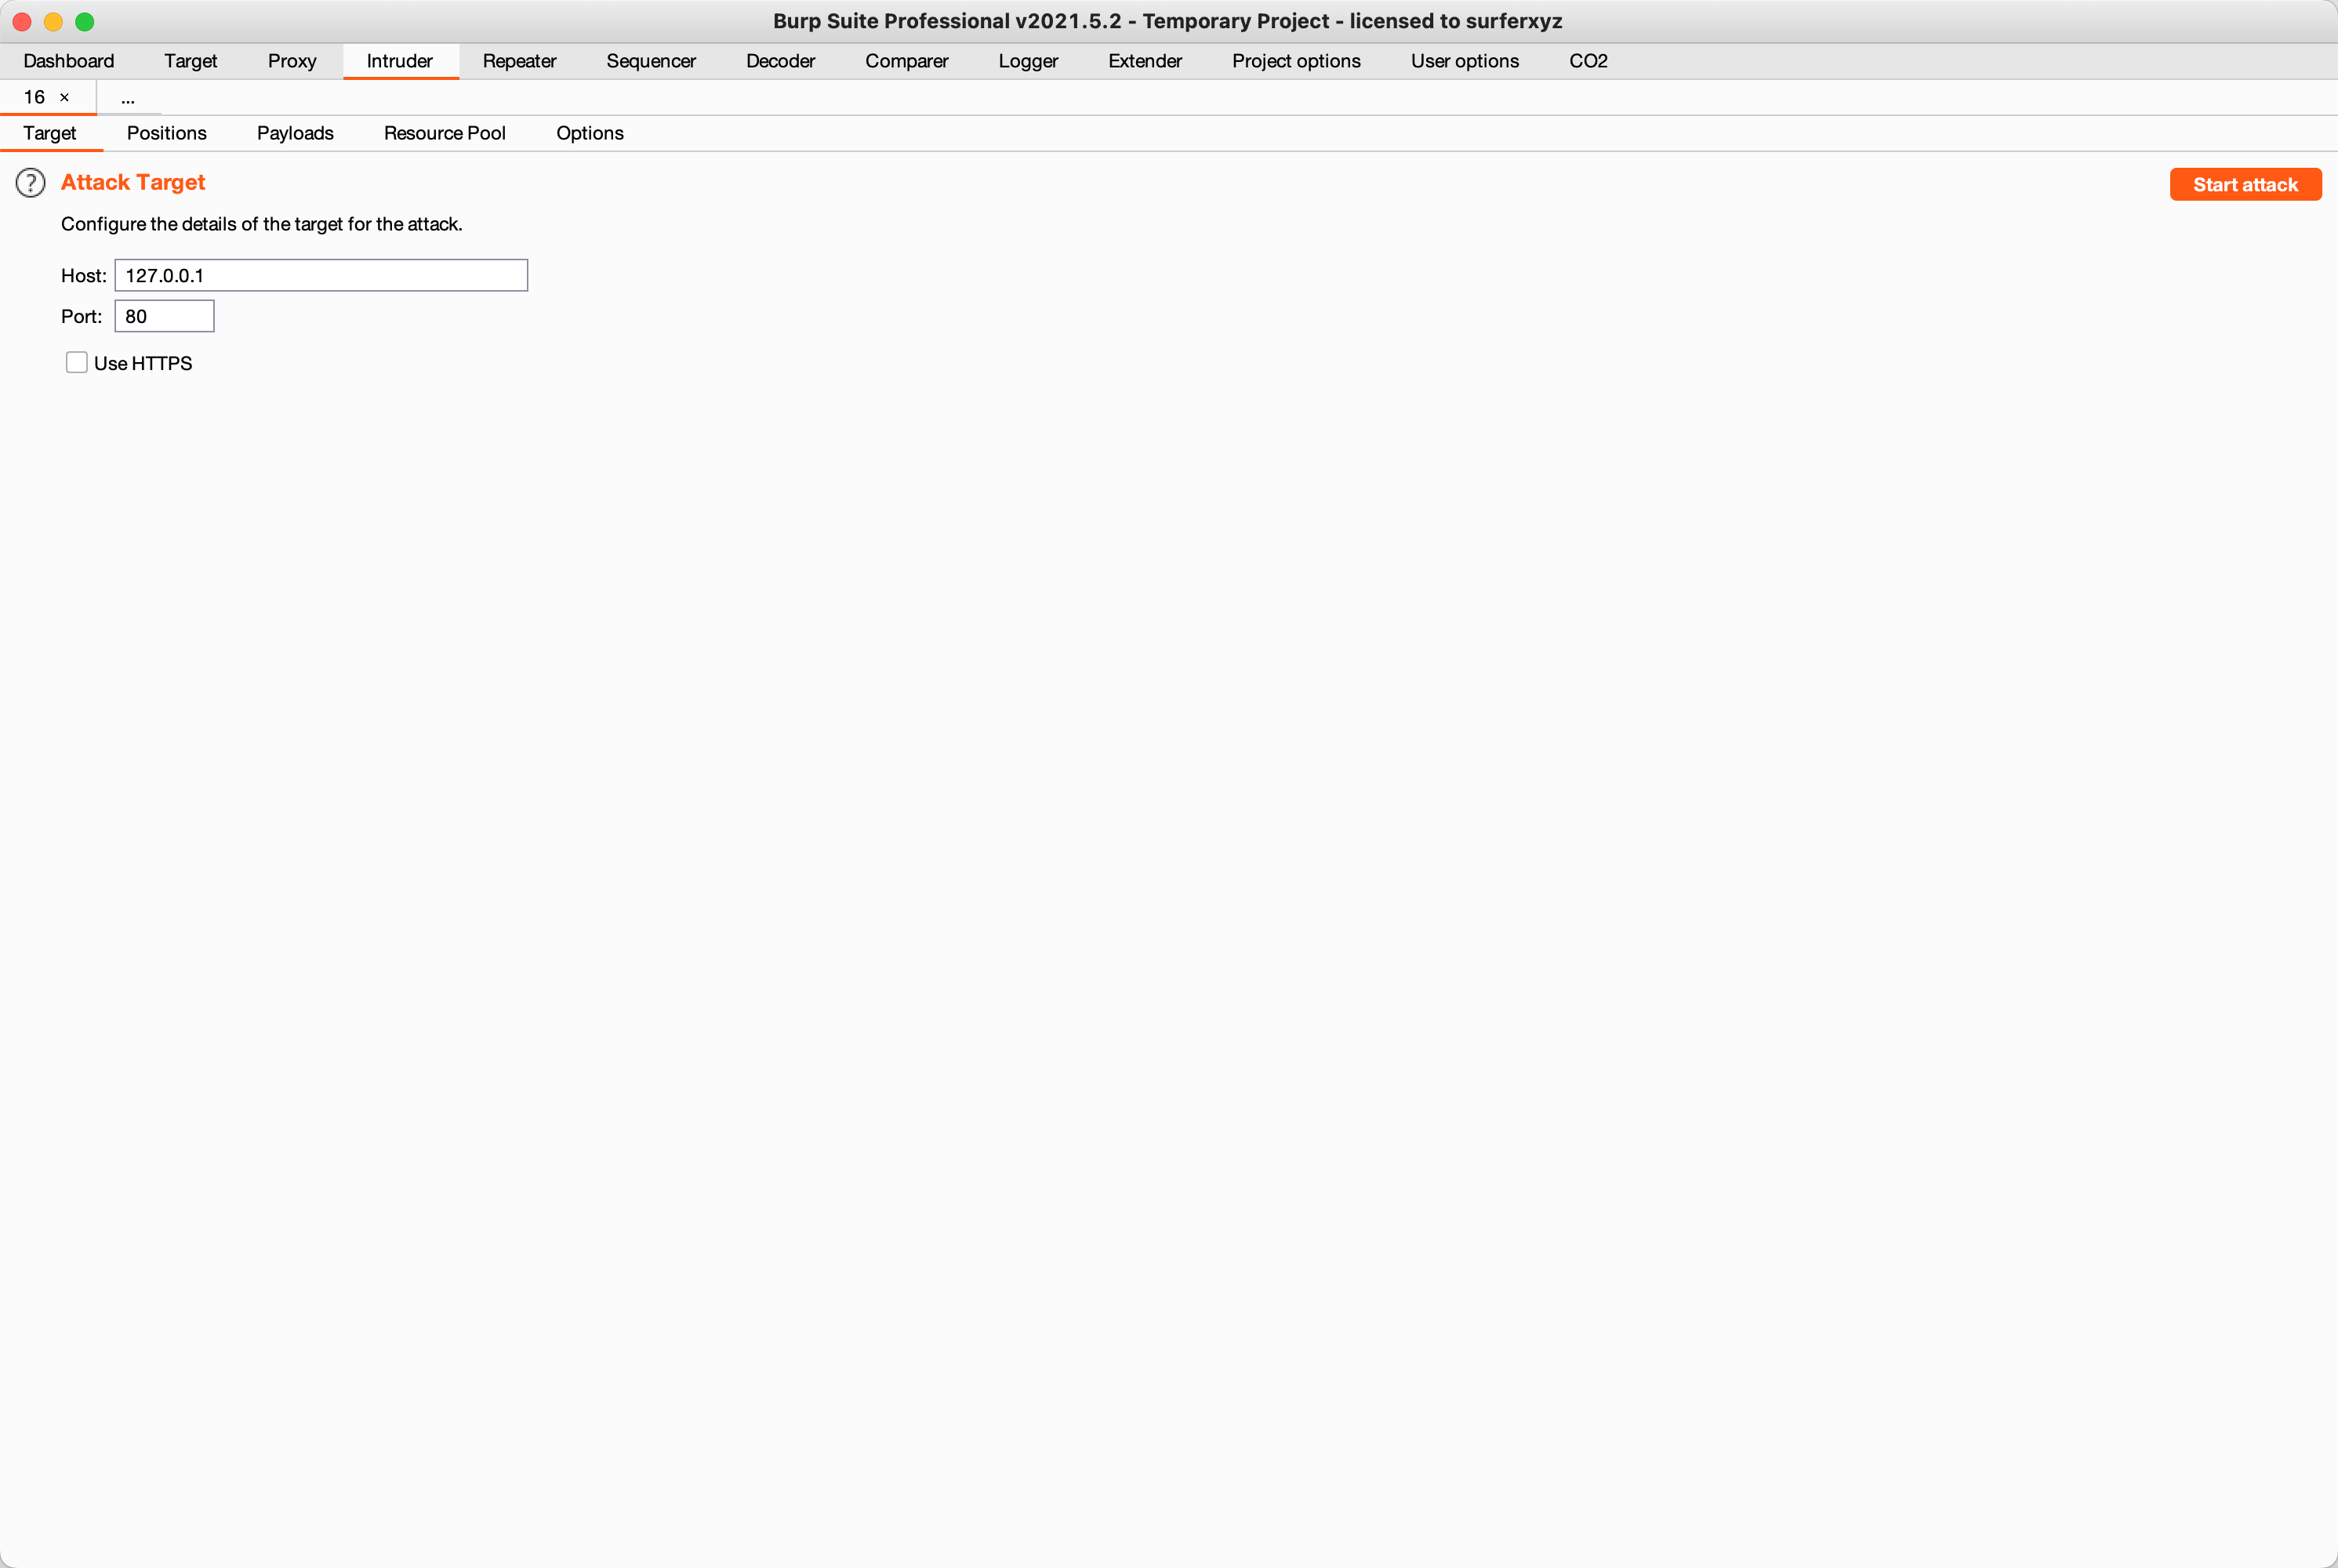 Burp Suite Professional v2021.5.2 - Temporary Project - licensed to surferxyz
Dashboard Target Proxy Intruder Repeater Sequencer Decoder Comparer Logger Extender Project options User options CO2
16 × ...
Target Positions Payloads Resource Pool Options
? Attack Target Start attack
Configure the details of the target for the attack.
Host: 127.0.0.1
Port: 80
Use HTTPS